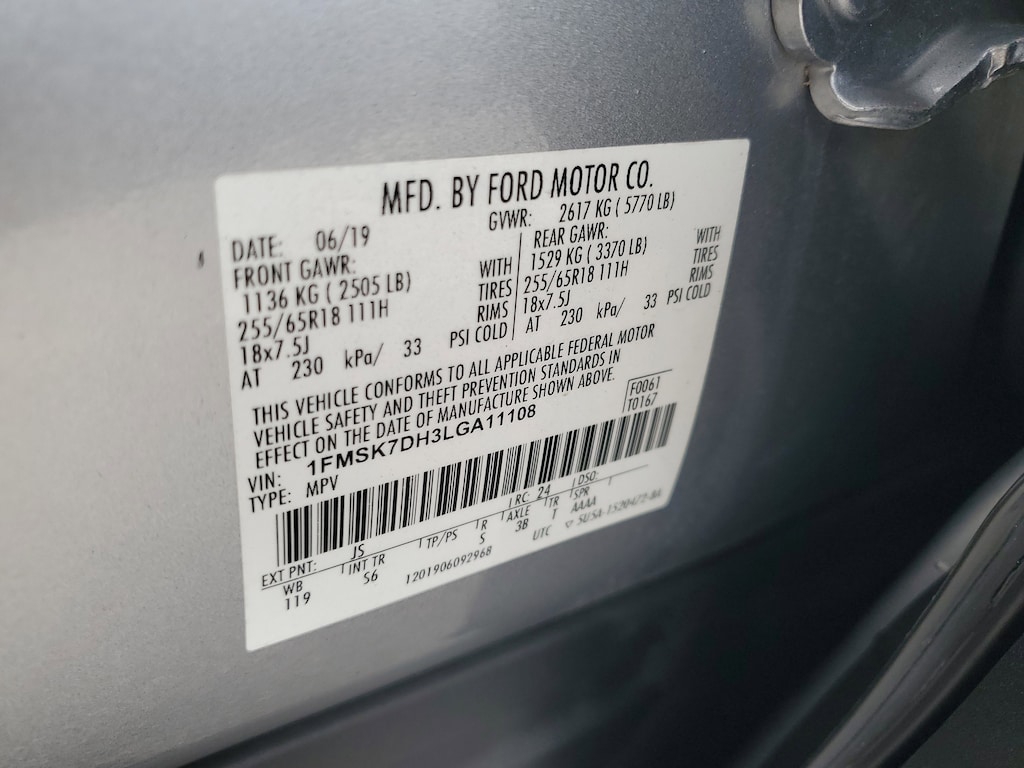 MFD. BY FORD MOTOR CO.
DATE: 06/19 GVWR: 2617 KG ( 5770 LB)
FRONT GAWR: REAR GAWR:
1136 KG ( 2505 LB) WITH 1529 KG ( 3370 LB) WITH
255/65R18 111H TIRES 255/65R18 111H TIRES
18x7.5J RIMS 18x7.5J RIMS
AT 230 kPa/ 33 PSI COLD AT 230 kPa/ 33 PSI COLD
THIS VEHICLE CONFORMS TO ALL APPLICABLE FEDERAL MOTOR
VEHICLE SAFETY AND THEFT PREVENTION STANDARDS IN
EFFECT ON THE DATE OF MANUFACTURE SHOWN ABOVE.
F0061
T0167
VIN: 1FMSK7DH3LGA11108
TYPE: MPV
EXT PNT: JS RC: 24 DSO:
WB INT TR TP/PS R AXLE TR SPR
119 S6 S 3B T AAAA
1201906092968 UTC